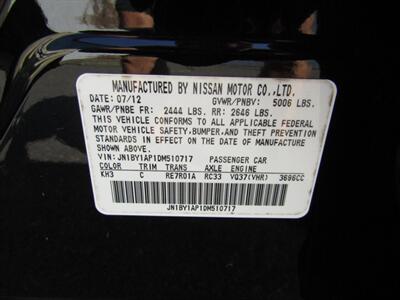 MANUFACTURED BY NISSAN MOTOR CO.,LTD.
DATE: 07/12 GVWR/PNBV: 5006 LBS.
GAWR/PNBE FR: 2444 LBS. RR: 2646 LBS.
THIS VEHICLE CONFORMS TO ALL APPLICABLE FEDERAL
MOTOR VEHICLE SAFETY,BUMPER,AND THEFT PREVENTION
STANDARDS IN EFFECT ON THE DATE OF MANUFACTURE
SHOWN ABOVE.
VIN: JN1BY1AP1DM510717 PASSENGER CAR
COLOR TRIM TRANS AXLE ENGINE
KH3 C RE7R01A RC33 VQ37(VHR) 3696CC
JN1BY1AP1DM510717